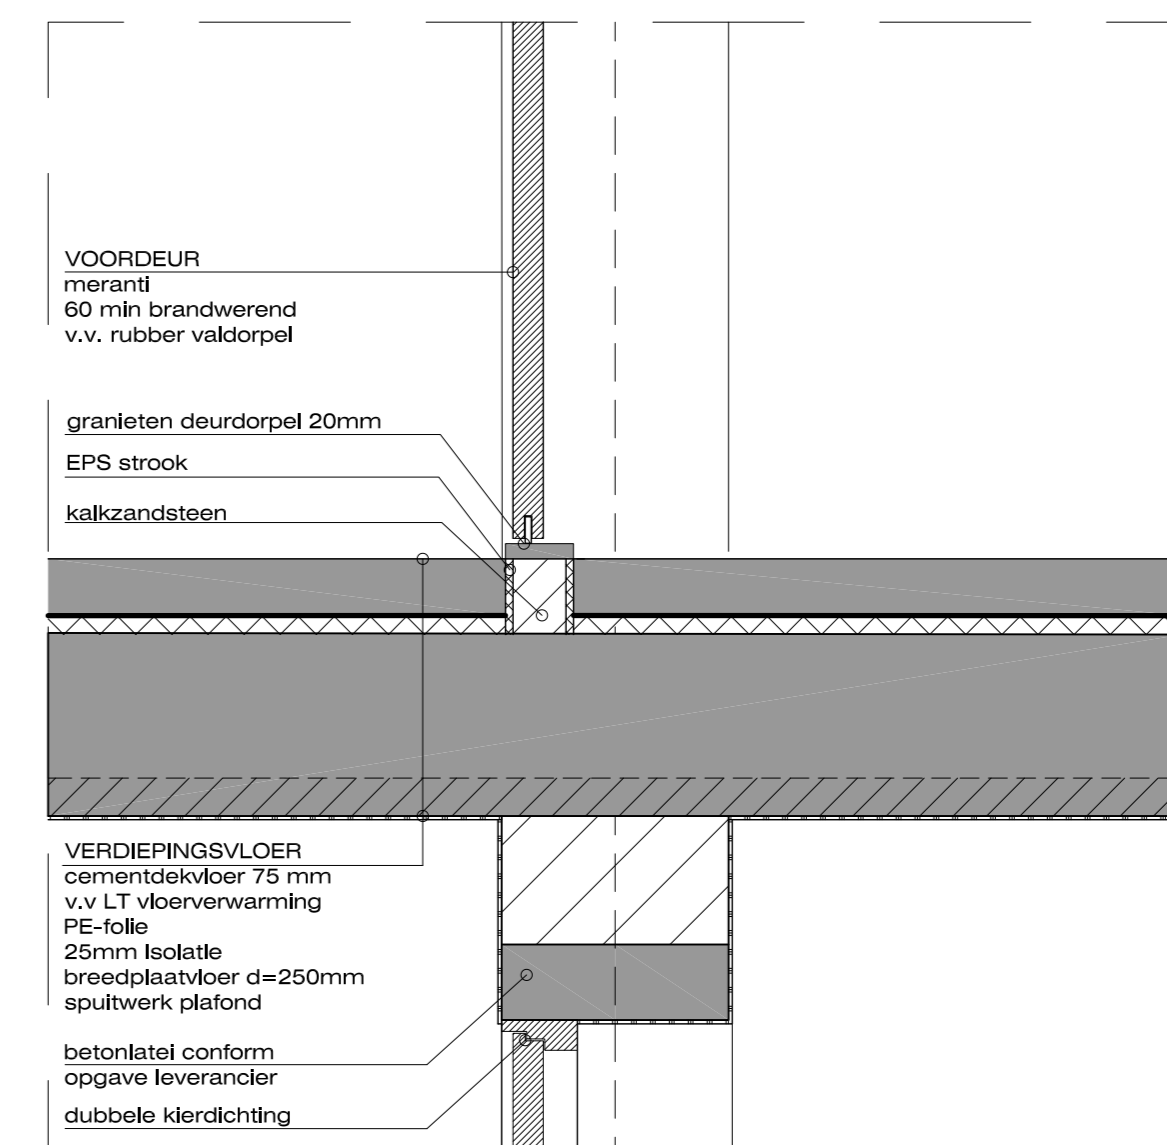 VOORDEUR
meranti
60 min brandwerend
v.v. rubber valdorpel
granieten deurdorpel 20mm
EPS strook
kalkzandsteen
VERDIEPINGSVLOER
cementdekvloer 75 mm
v.v LT vloerverwarming
PE-folie
25mm Isolatie
breedplaatvloer d=250mm
spuitwerk plafond
betonlatei conform
opgave leverancier
dubbele kierdichting